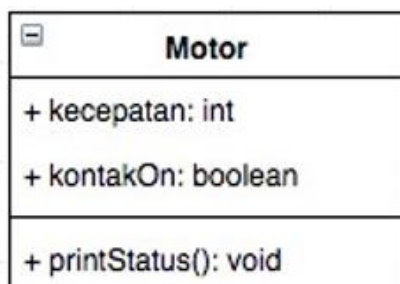 Motor
+ kecepatan: int
+ kontakOn: boolean
+ printStatus(): void